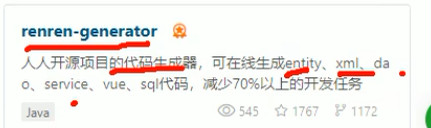 renren-generator
人人开源项目的代码生成器，可在线生成entity、xml、da
o、service、vue、sql代码，减少70%以上的开发任务
Java 545 1767 1172